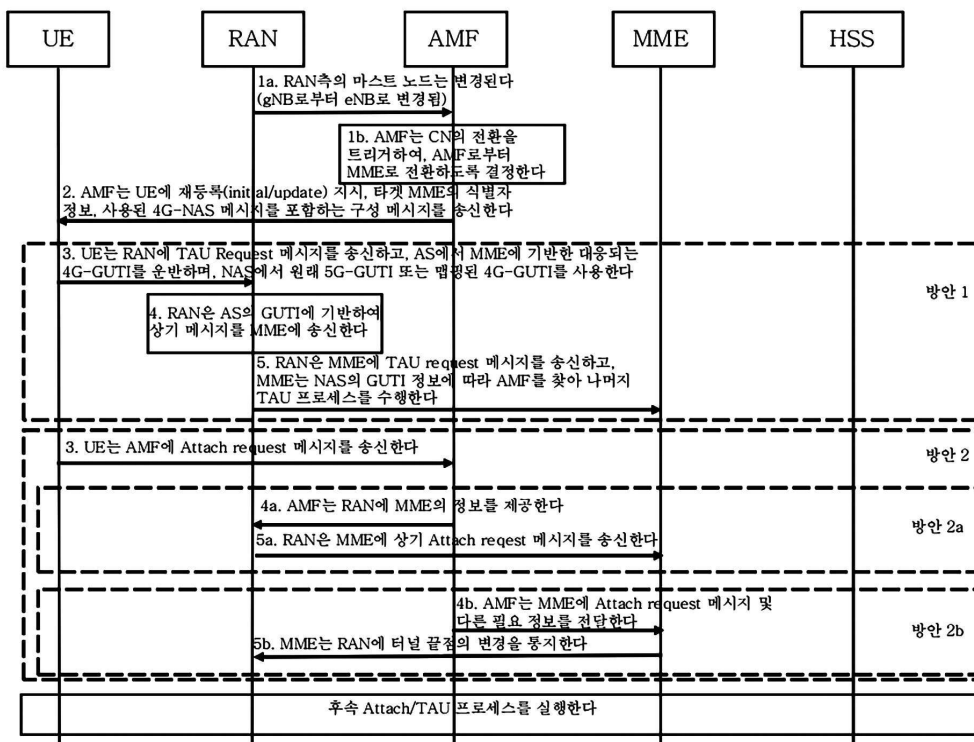 UE RAN AMF MME HSS
1a. RAN측의 마스트 노드는 변경된다
(gNB로부터 eNB로 변경됨)
1b. AMF는 CN의 전환을
트리거하여, AMF로부터
MME로 전환하도록 결정한다
2. AMF는 UE에 재등록(initial/update) 지시, 타겟 MME의 식별자
정보, 사용된 4G-NAS 메시지를 포함하는 구성 메시지를 송신한다
3. UE는 RAN에 TAU Request 메시지를 송신하고, AS에서 MME에 기반한 대응되는
4G-GUTI를 운반하며, NAS에서 원래 5G-GUTI 또는 맵핑된 4G-GUTI를 사용한다
방안 1
4. RAN은 AS의 GUTI에 기반하여
상기 메시지를 MME에 송신한다
5. RAN은 MME에 TAU request 메시지를 송신하고,
MME는 NAS의 GUTI 정보에 따라 AMF를 찾아 나머지
TAU 프로세스를 수행한다
3. UE는 AMF에 Attach request 메시지를 송신한다
방안 2
4a. AMF는 RAN에 MME의 정보를 제공한다
방안 2a
5a. RAN은 MME에 상기 Attach reqest 메시지를 송신한다
4b. AMF는 MME에 Attach request 메시지 및
다른 필요 정보를 전달한다
방안 2b
5b. MME는 RAN에 터널 끝점의 변경을 통지한다
후속 Attach/TAU 프로세스를 실행한다